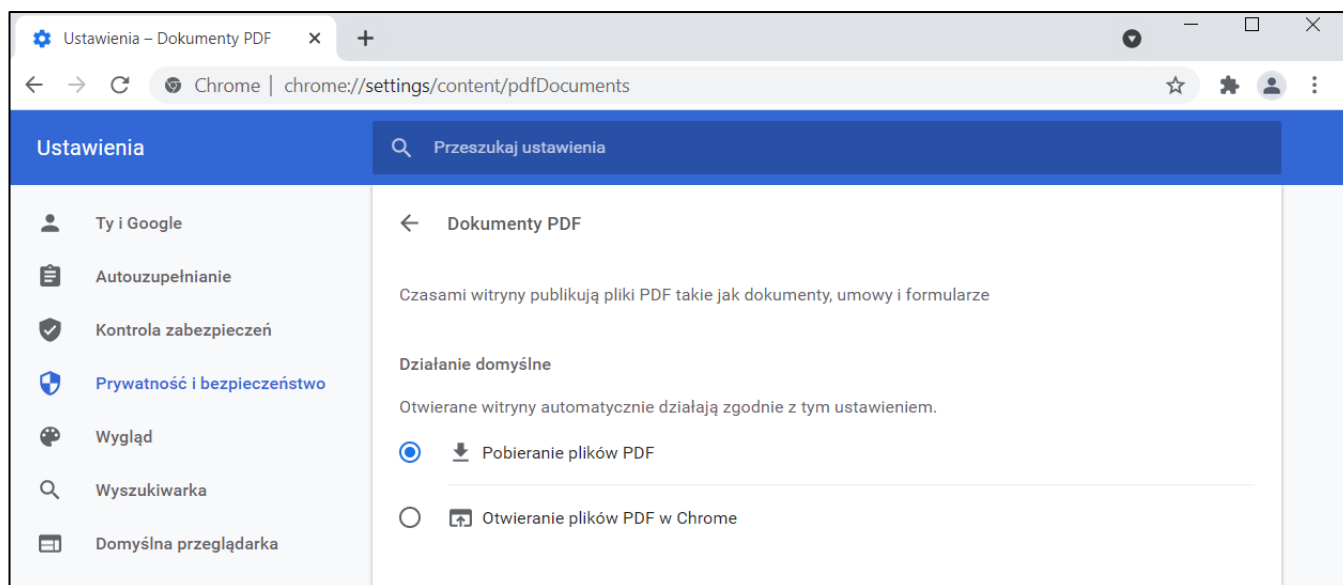 Ustawienia – Dokumenty PDF
Chrome | chrome://settings/content/pdfDocuments
Ustawienia
Przeszukaj ustawienia
Ty i Google
Autouzupełnianie
Kontrola zabezpieczeń
Prywatność i bezpieczeństwo
Wygląd
Wyszukiwarka
Domyślna przeglądarka
Dokumenty PDF
Czasami witryny publikują pliki PDF takie jak dokumenty, umowy i formularze
Działanie domyślne
Otwierane witryny automatycznie działają zgodnie z tym ustawieniem.
Pobieranie plików PDF
Otwieranie plików PDF w Chrome